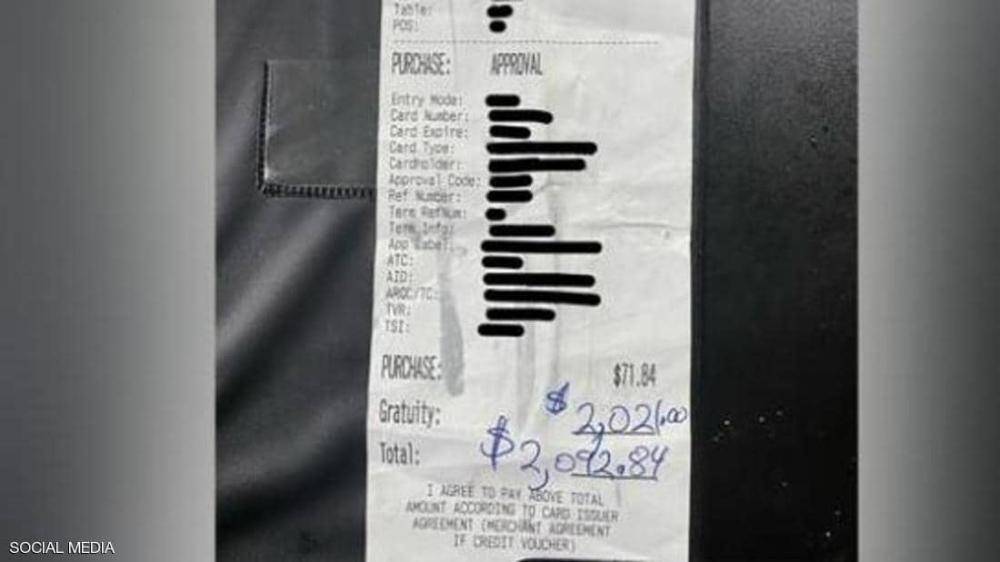 Table:
POS:
PURCHASE: APPROVAL
Entry Mode:
Card Number:
Card Expire:
Card Type:
Cardholder:
Approval Code:
Ref Number:
Term RefNum:
Term Info:
App Label:
ATC:
AID:
ARQC/TC:
TVR:
TSI:
PURCHASE: $71.84
Gratuity: $2,021.00
Total: $2,092.84
I AGREE TO PAY ABOVE TOTAL
AMOUNT ACCORDING TO CARD ISSUER
AGREEMENT (MERCHANT AGREEMENT
IF CREDIT VOUCHER)
SOCIAL MEDIA